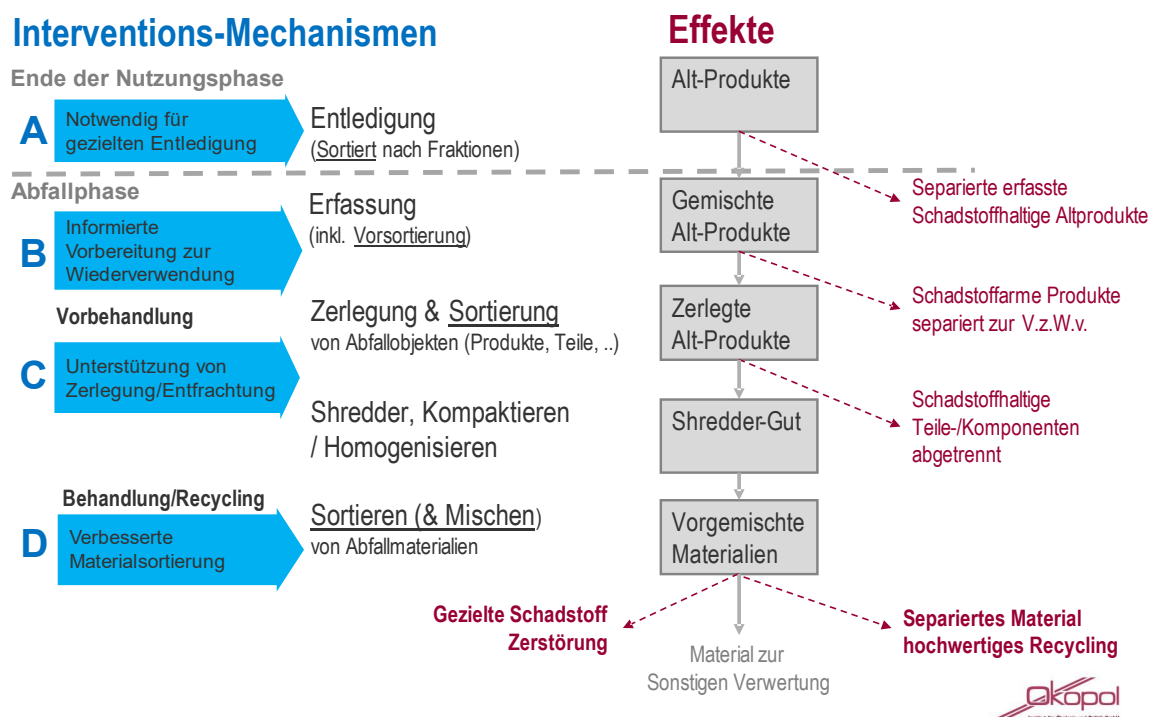 Interventions-Mechanismen
Effekte
Ende der Nutzungsphase
A
Notwendig für
gezielten Entledigung
Entledigung
(Sortiert nach Fraktionen)
Alt-Produkte
Abfallphase
B
Informierte
Vorbereitung zur
Wiederverwendung
Erfassung
(inkl. Vorsortierung)
Gemischte
Alt-Produkte
Separierte erfasste
Schadstoffhaltige Altprodukte
Vorbehandlung
C
Unterstützung von
Zerlegung/Entfrachtung
Zerlegung & Sortierung
von Abfallobjekten (Produkte, Teile, ..)
Zerlegte
Alt-Produkte
Schadstoffarme Produkte
separiert zur V.z.W.v.
Shredder, Kompaktieren
/ Homogenisieren
Shredder-Gut
Schadstoffhaltige
Teile-/Komponenten
abgetrennt
Behandlung/Recycling
D
Verbesserte
Materialsortierung
Sortieren (& Mischen)
von Abfallmaterialien
Vorgemischte
Materialien
Gezielte Schadstoff
Zerstörung
Material zur
Sonstigen Verwertung
Separiertes Material
hochwertiges Recycling
Ökopol